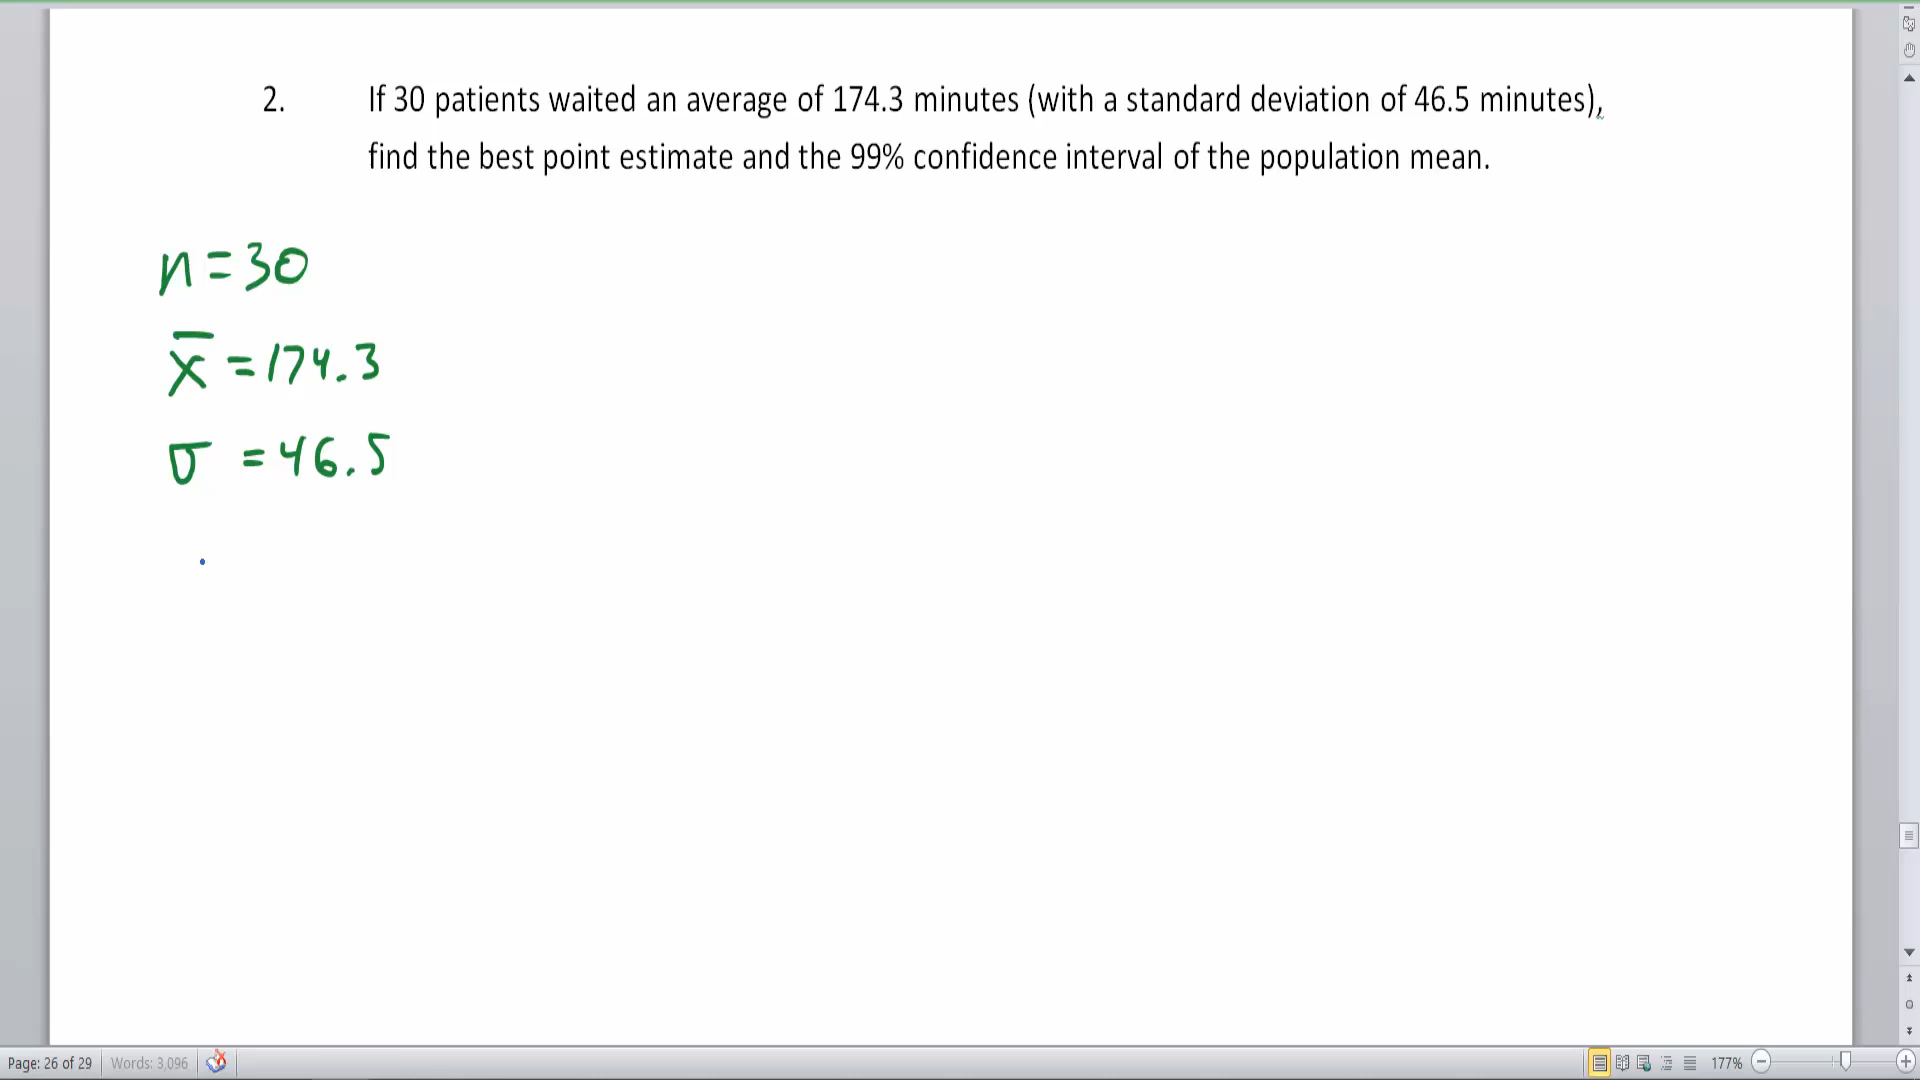 2. If 30 patients waited an average of 174.3 minutes (with a standard deviation of 46.5 minutes),
find the best point estimate and the 99% confidence interval of the population mean.
n = 30
x̅ = 174.3
σ = 46.5
Page: 26 of 29 Words: 3,096 177%